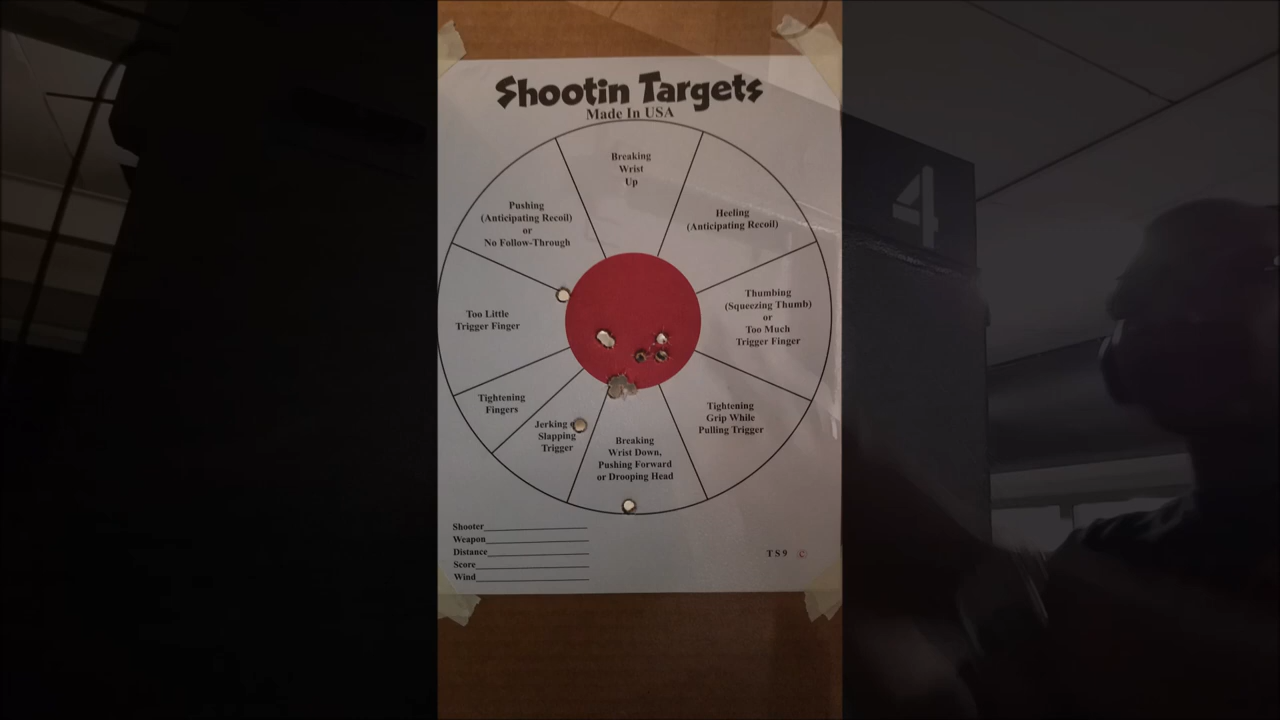 Shootin Targets
Made In USA
Breaking
Wrist
Up
Pushing
(Anticipating Recoil)
or
No Follow-Through
Heeling
(Anticipating Recoil)
Too Little
Trigger Finger
Thumbing
(Squeezing Thumb)
or
Too Much
Trigger Finger
Tightening
Fingers
Jerking
Slapping
Trigger
Breaking
Wrist Down,
Pushing Forward
or Drooping Head
Tightening
Grip While
Pulling Trigger
Shooter
Weapon
Distance
Score
Wind
TS9 ©
4